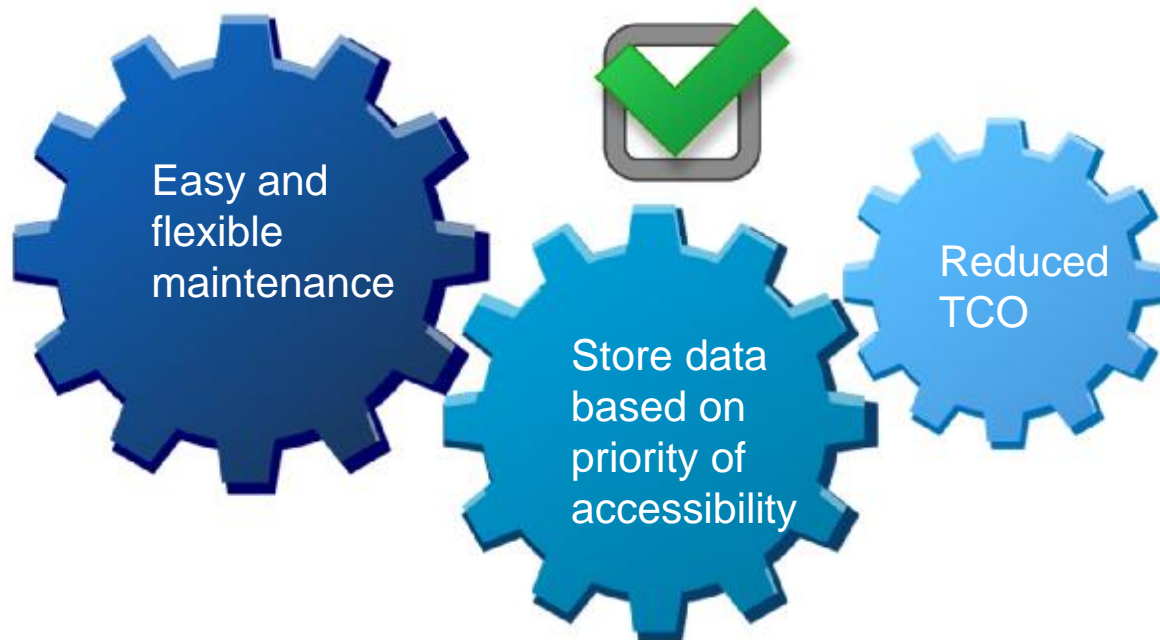 Easy and
flexible
maintenance
Store data
based on
priority of
accessibility
Reduced
TCO